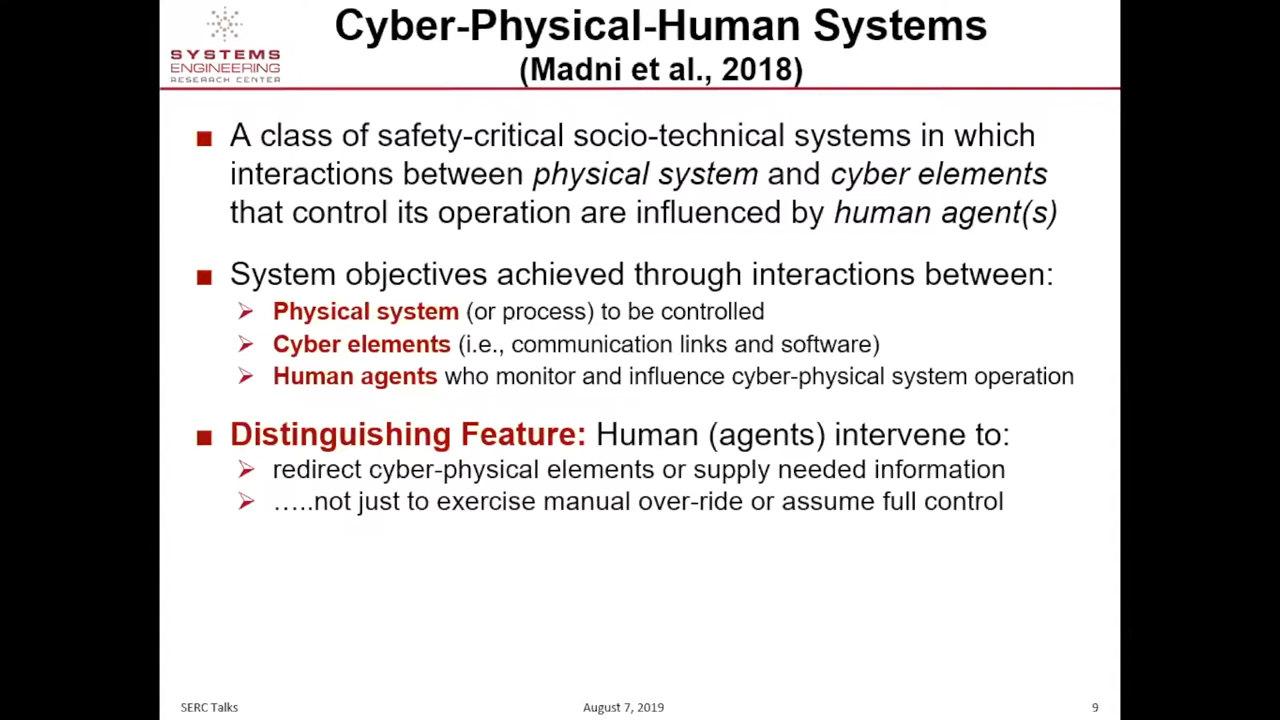 SYSTEMS
ENGINEERING
RESEARCH CENTER
Cyber-Physical-Human Systems
(Madni et al., 2018)
A class of safety-critical socio-technical systems in which
interactions between physical system and cyber elements
that control its operation are influenced by human agent(s)
System objectives achieved through interactions between:
Physical system (or process) to be controlled
Cyber elements (i.e., communication links and software)
Human agents who monitor and influence cyber-physical system operation
Distinguishing Feature: Human (agents) intervene to:
redirect cyber-physical elements or supply needed information
…..not just to exercise manual over-ride or assume full control
SERC Talks
August 7, 2019
9